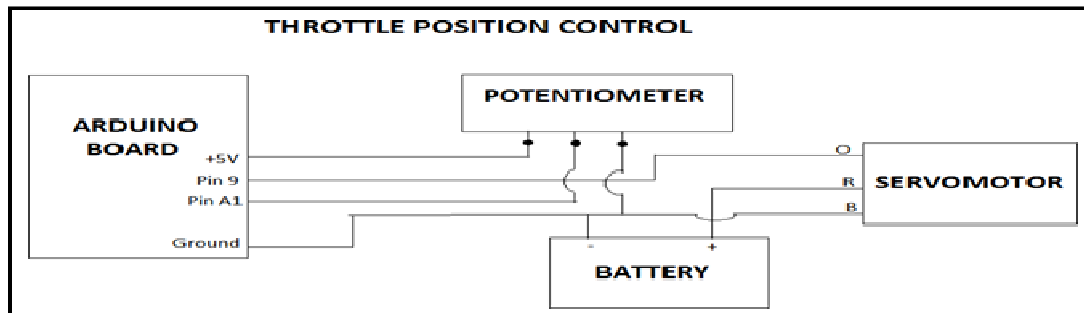 THROTTLE POSITION CONTROL
ARDUINO
BOARD
+5V
Pin 9
Pin A1
Ground
POTENTIOMETER
O
R
B
SERVOMOTOR
- +
BATTERY